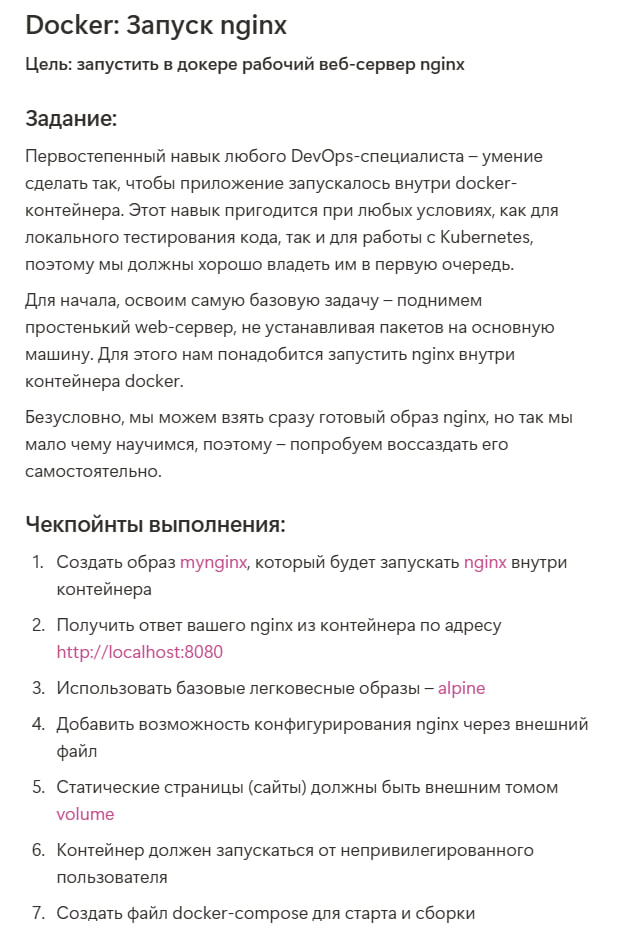 Docker: Запуск nginx
Цель: запустить в докере рабочий веб-сервер nginx
Задание:
Первостепенный навык любого DevOps-специалиста – умение
сделать так, чтобы приложение запускалось внутри docker-
контейнера. Этот навык пригодится при любых условиях, как для
локального тестирования кода, так и для работы с Kubernetes,
поэтому мы должны хорошо владеть им в первую очередь.
Для начала, освоим самую базовую задачу – поднимем
простенький web-сервер, не устанавливая пакетов на основную
машину. Для этого нам понадобится запустить nginx внутри
контейнера docker.
Безусловно, мы можем взять сразу готовый образ nginx, но так мы
мало чему научимся, поэтому – попробуем воссаздать его
самостоятельно.
Чекпойнты выполнения:
1. Создать образ mynginx, который будет запускать nginx внутри
контейнера
2. Получить ответ вашего nginx из контейнера по адресу
http://localhost:8080
3. Использовать базовые легковесные образы – alpine
4. Добавить возможность конфигурирования nginx через внешний
файл
5. Статические страницы (сайты) должны быть внешним томом
volume
6. Контейнер должен запускаться от непривилегированного
пользователя
7. Создать файл docker-compose для старта и сборки